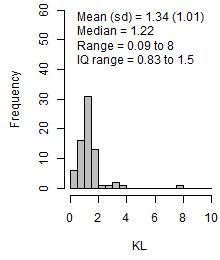 Mean (sd) = 1.34 (1.01)
Median = 1.22
Range = 0.09 to 8
IQ range = 0.83 to 1.5
Frequency
60
50
40
30
20
10
0
0 2 4 6 8 10
KL